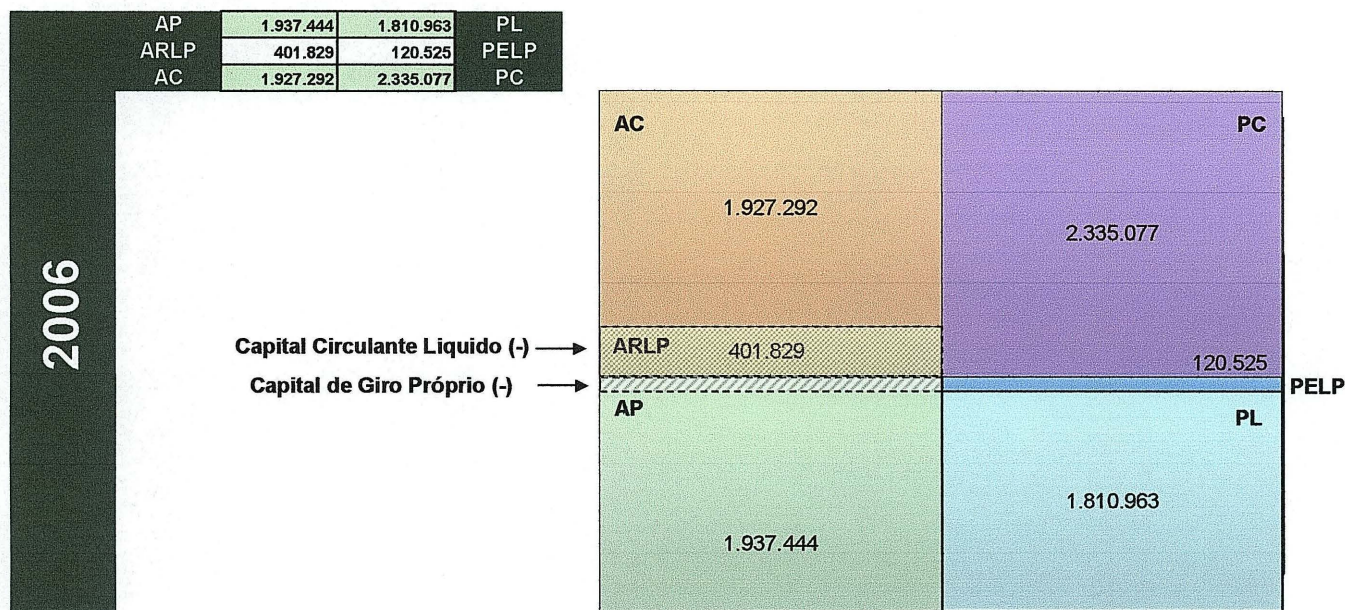 AP 1.937.444 1.810.963 PL
ARLP 401.829 120.525 PELP
AC 1.927.292 2.335.077 PC
2006
AC PC
1.927.292
2.335.077
Capital Circulante Liquido (-)
ARLP 401.829
120.525
Capital de Giro Próprio (-)
PELP
AP PL
1.810.963
1.937.444